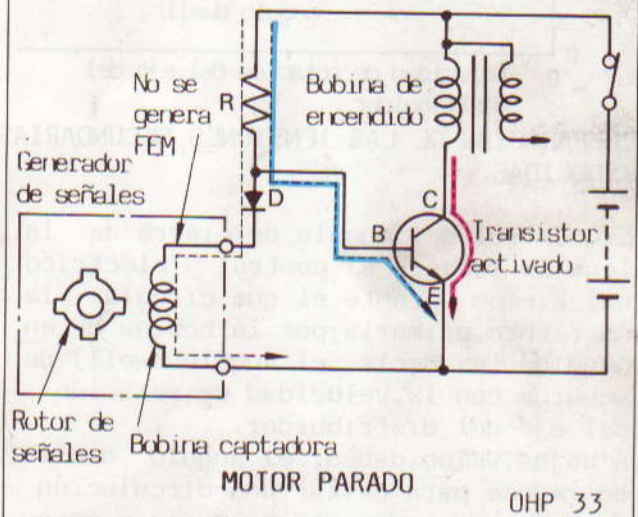 No se
genera
FEM
R
Bobina de
encendido
Generador
de señales
D
C
B
E
Transistor
activado
Rotor de
señales
Bobina captadora
MOTOR PARADO
OHP 33